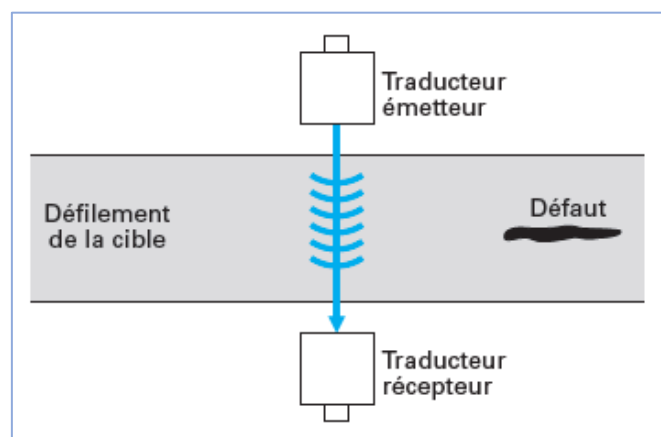 Traducteur
émetteur
Défilement
de la cible
Défaut
Traducteur
récepteur